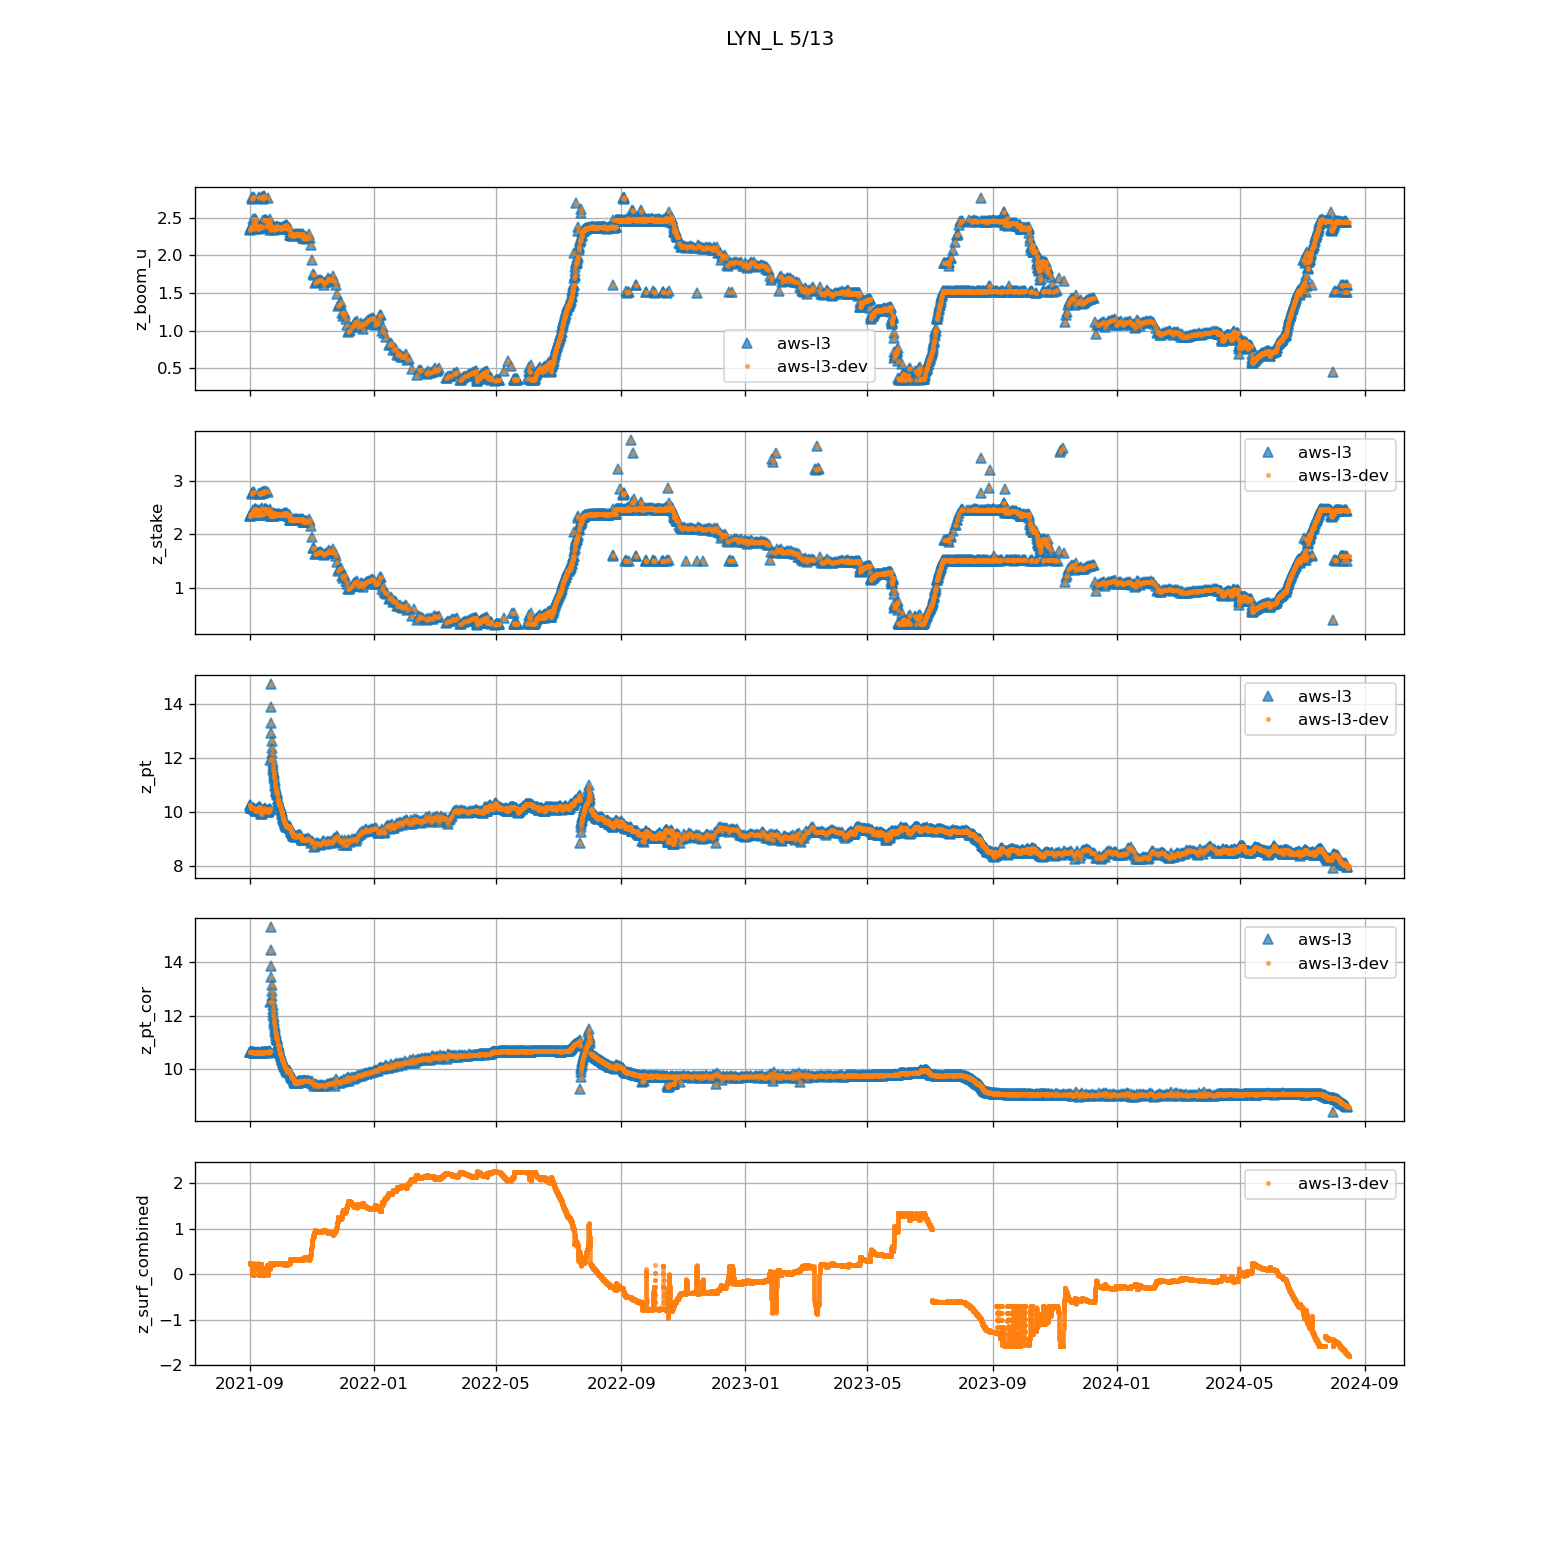 LYN_L 5/13
z_boom_u
2.5
2.0
1.5
1.0
0.5
aws-l3
aws-l3-dev
z_stake
3
2
1
aws-l3
aws-l3-dev
z_pt
14
12
10
8
aws-l3
aws-l3-dev
z_pt_cor
14
12
10
aws-l3
aws-l3-dev
z_surf_combined
2
1
0
−1
−2
aws-l3-dev
2021-09 2022-01 2022-05 2022-09 2023-01 2023-05 2023-09 2024-01 2024-05 2024-09